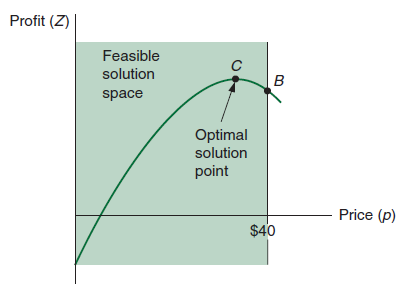 Profit (Z)
Feasible
solution
space
C
B
Optimal
solution
point
Price (p)
$40